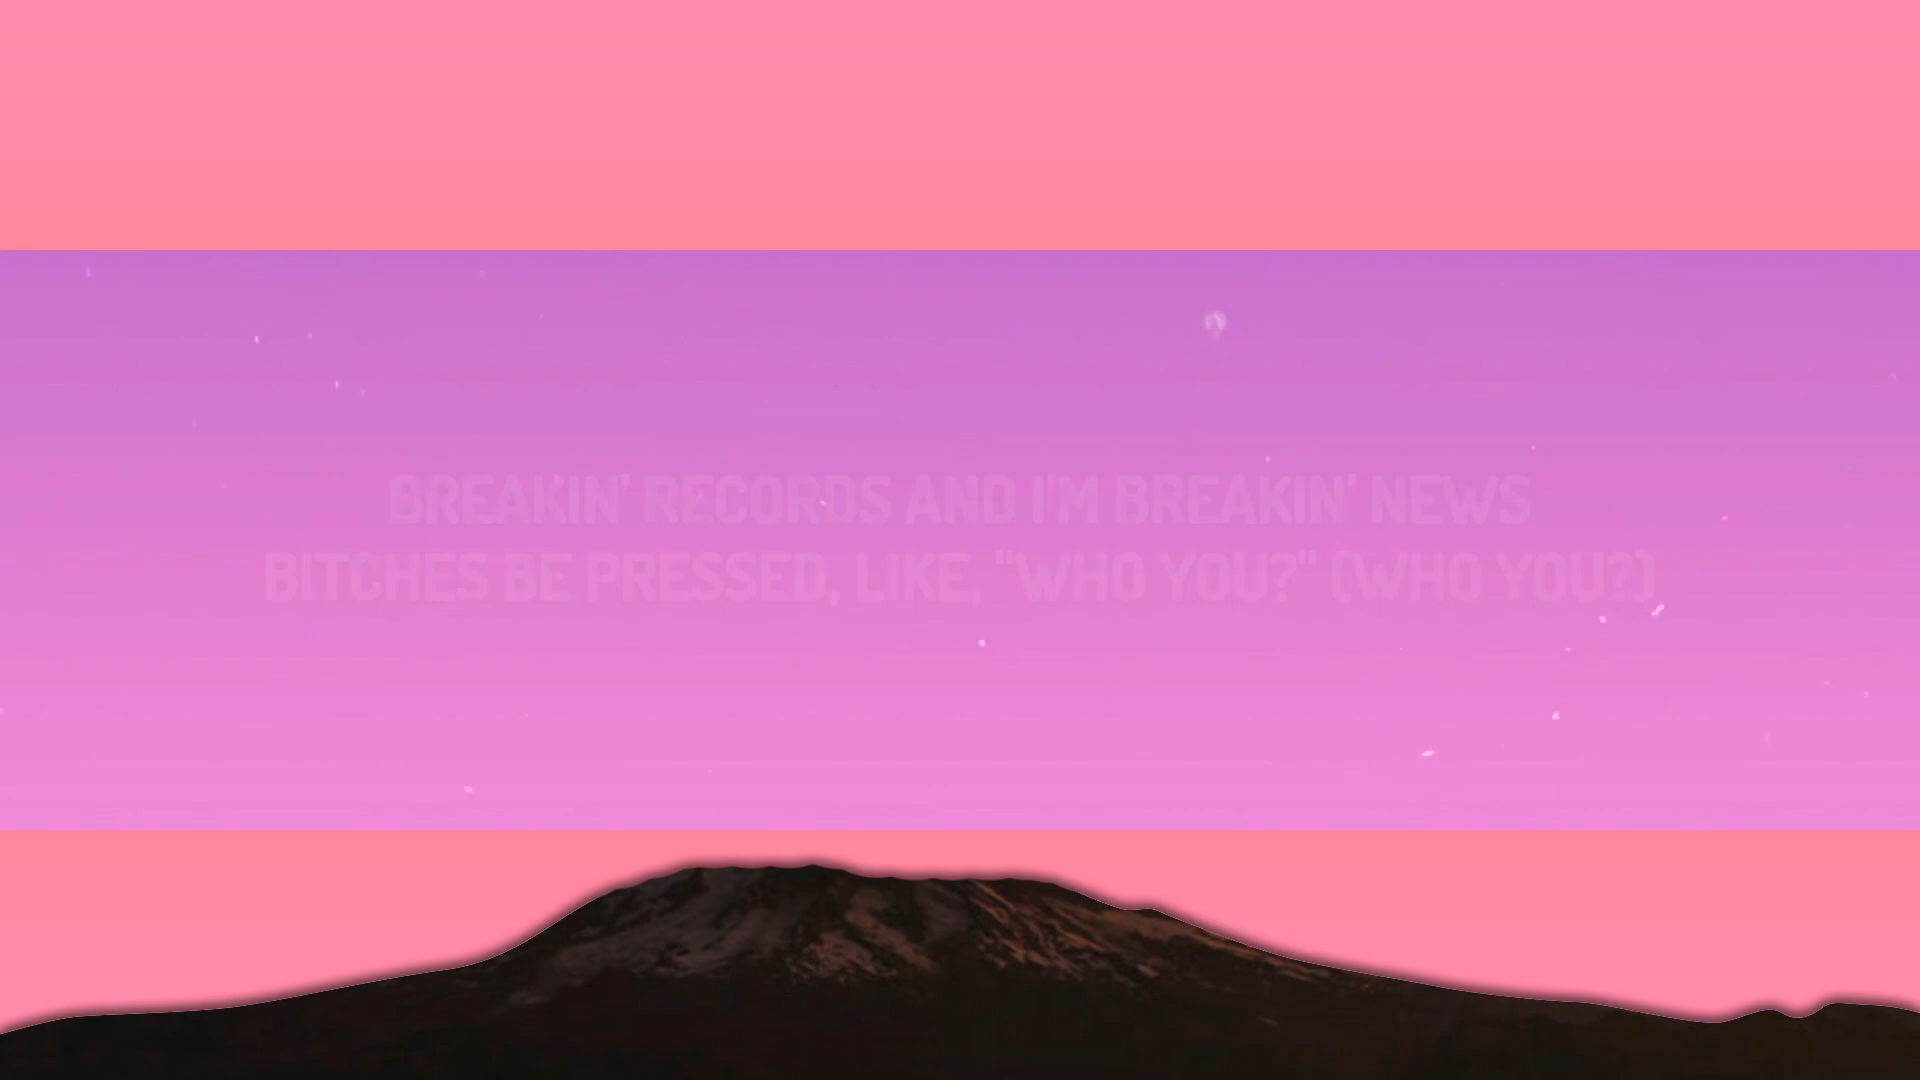 BREAKIN' RECORDS AND I'M BREAKIN' NEWS
BITCHES BE PRESSED, LIKE, "WHO YOU?" (WHO YOU?)